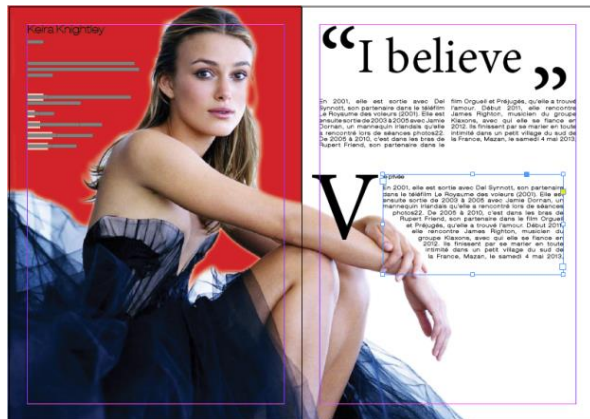 Keira Knightley
“I believe”
En 2001, elle est sortie avec Del
Synnott, son partenaire dans le téléfilm
Le Royaume des voleurs (2001). Elle est
ensuite sortie de 2003 à 2005 avec Jamie
Dornan, un mannequin irlandais qu'elle
a rencontré lors de séances photos22.
De 2005 à 2010, c'est dans les bras de
Rupert Friend, son partenaire dans le
film Orgueil et Préjugés, qu'elle a trouvé
l'amour. Début 2011, elle rencontre
James Righton, musicien du groupe
Klaxons, avec qui elle se fiance en
2012. Ils finissent par se marier en toute
intimité dans un petit village du sud de
la France, Mazan, le samedi 4 mai 2013.
V
En 2001, elle est sortie avec Del Synnott, son partenaire
dans le téléfilm Le Royaume des voleurs (2001). Elle est
ensuite sortie de 2003 à 2005 avec Jamie Dornan, un
mannequin irlandais qu'elle a rencontré lors de séances
photos22. De 2005 à 2010, c'est dans les bras de
Rupert Friend, son partenaire dans le film Orgueil
et Préjugés, qu'elle a trouvé l'amour. Début 2011,
elle rencontre James Righton, musicien du
groupe Klaxons, avec qui elle se fiance en
2012. Ils finissent par se marier en toute
intimité dans un petit village du sud de
la France, Mazan, le samedi 4 mai 2013.